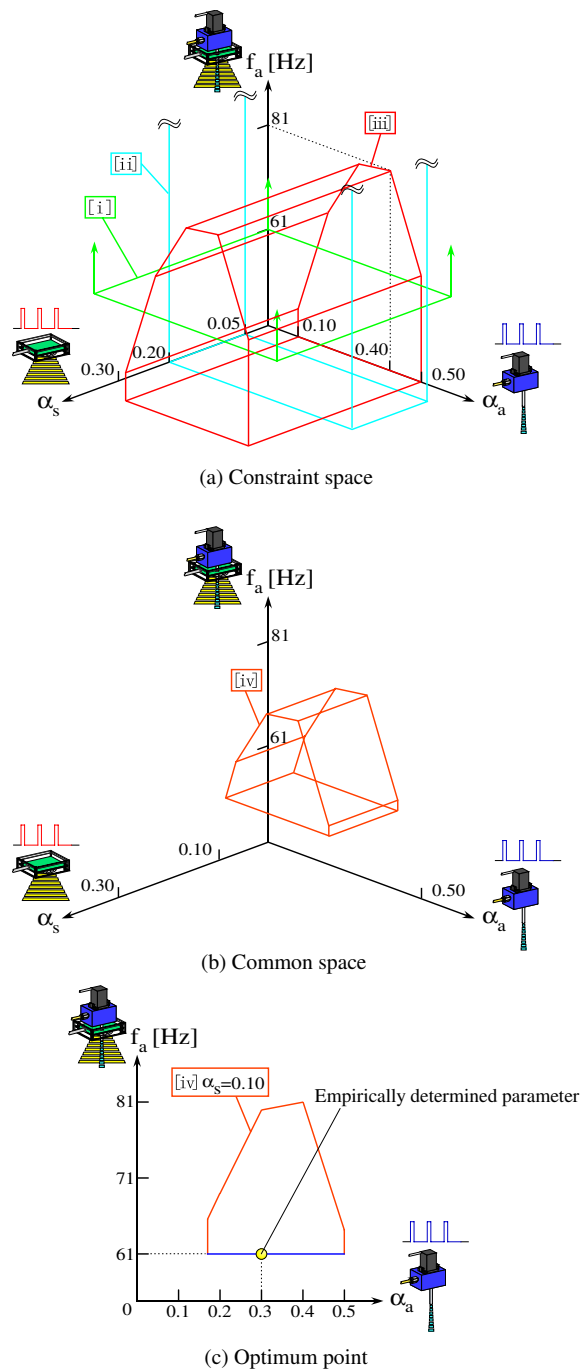 f_a [Hz]
81
[iii]
[ii]
[i]
61
0.05
0.10
0.20
0.40
0.30
0.50
α_s
α_a
(a) Constraint space
f_a [Hz]
81
[iv]
61
0.10
0.30
0.50
α_s
α_a
(b) Common space
f_a [Hz]
[iv] α_s=0.10
Empirically determined parameter
81
71
61
0
0.1
0.2
0.3
0.4
0.5
α_a
(c) Optimum point